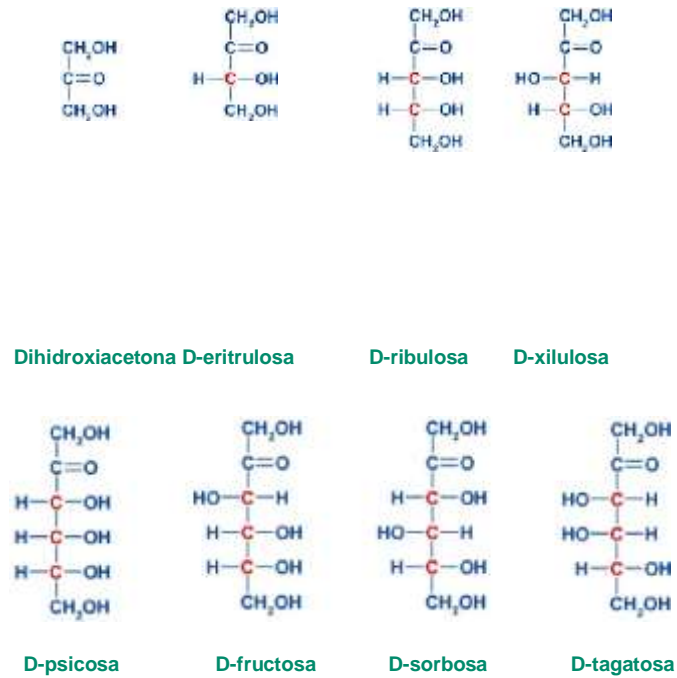 CH₂OH
C=O
CH₂OH
CH₂OH
C=O
H-C-OH
CH₂OH
CH₂OH
C=O
H-C-OH
H-C-OH
CH₂OH
CH₂OH
C=O
HO-C-H
H-C-OH
CH₂OH
Dihidroxiacetona D-eritrulosa D-ribulosa D-xilulosa
CH₂OH
C=O
H-C-OH
H-C-OH
H-C-OH
CH₂OH
CH₂OH
C=O
HO-C-H
H-C-OH
H-C-OH
CH₂OH
CH₂OH
C=O
H-C-OH
HO-C-H
H-C-OH
CH₂OH
CH₂OH
C=O
HO-C-H
HO-C-H
H-C-OH
CH₂OH
D-psicosa D-fructosa D-sorbosa D-tagatosa